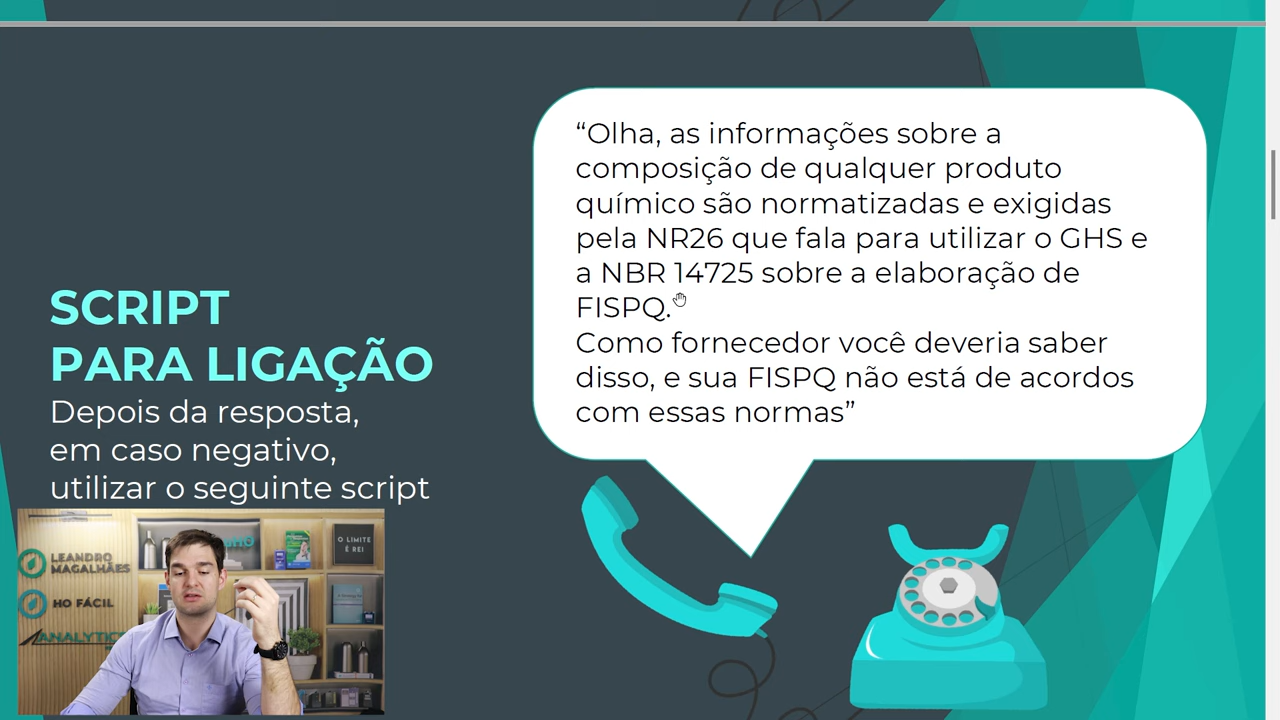 SCRIPT
PARA LIGAÇÃO
Depois da resposta,
em caso negativo,
utilizar o seguinte script
“Olha, as informações sobre a
composição de qualquer produto
químico são normatizadas e exigidas
pela NR26 que fala para utilizar o GHS e
a NBR 14725 sobre a elaboração de
FISPQ.
Como fornecedor você deveria saber
disso, e sua FISPQ não está de acordos
com essas normas”
LEANDRO
MAGALHÃES
HO FÁCIL
ANALYTICS
O LIMITE
É REI